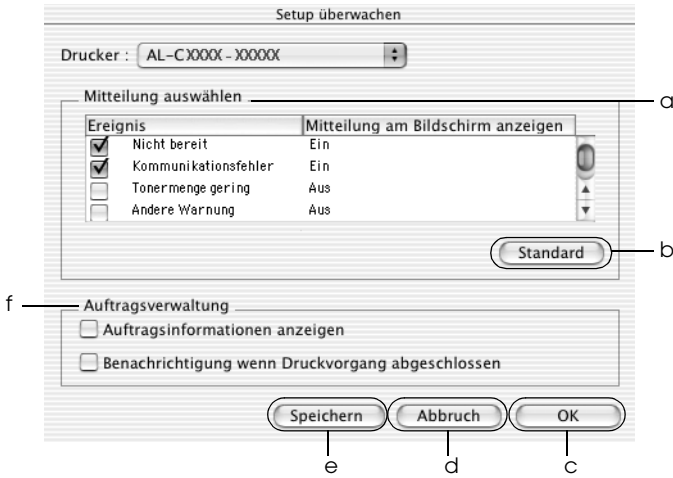 Setup überwachen
Drucker : AL-CXXXX - XXXXX
Mitteilung auswählen
a
Ereignis Mitteilung am Bildschirm anzeigen
Nicht bereit Ein
Kommunikationsfehler Ein
Tonermenge gering Aus
Andere Warnung Aus
Standard b
f Auftragsverwaltung
Auftragsinformationen anzeigen
Benachrichtigung wenn Druckvorgang abgeschlossen
Speichern Abbruch OK
e d c